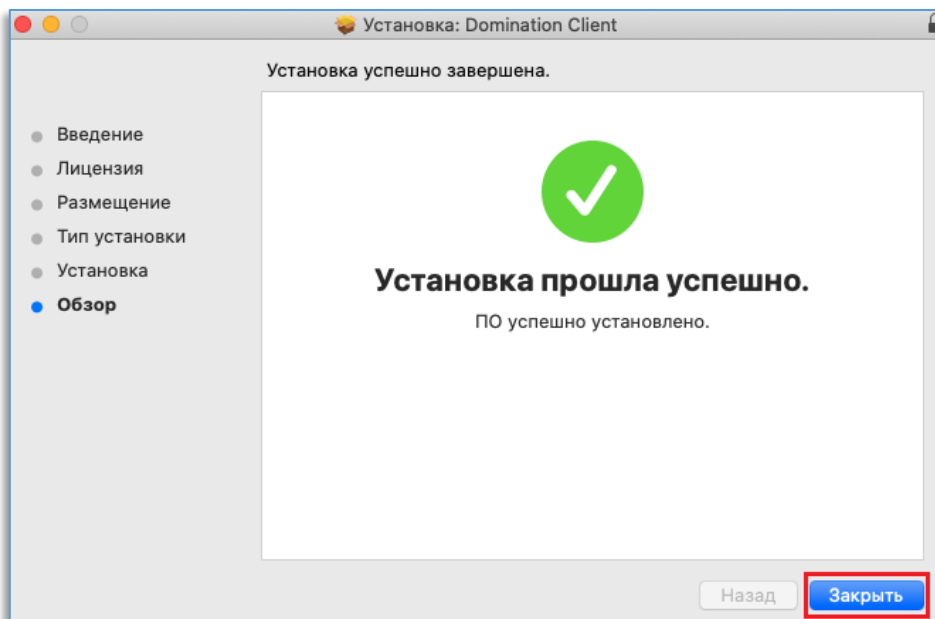 Установка: Domination Client
Установка успешно завершена.
Введение
Лицензия
Размещение
Тип установки
Установка
Обзор
Установка прошла успешно.
ПО успешно установлено.
Назад
Закрыть